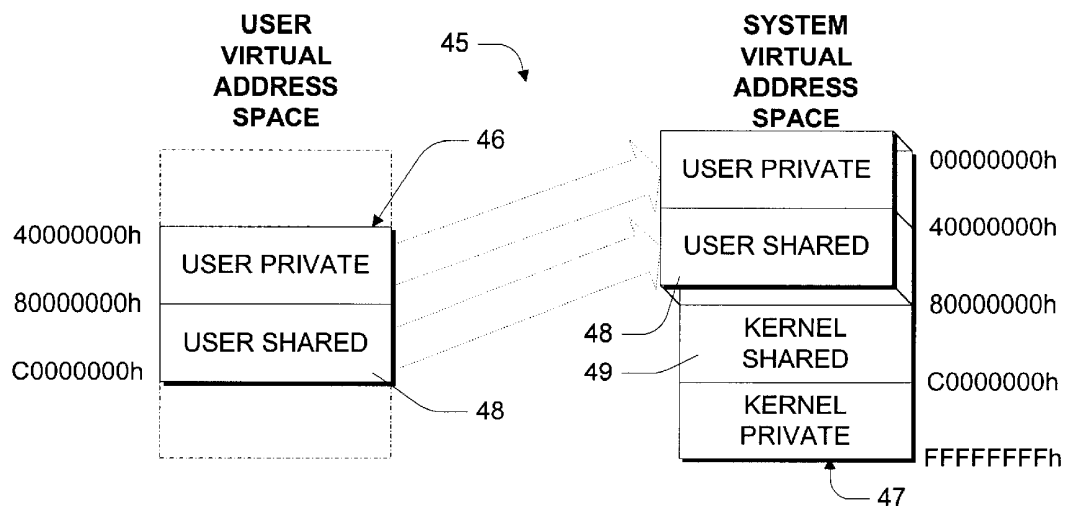 USER
VIRTUAL
ADDRESS
SPACE
45
SYSTEM
VIRTUAL
ADDRESS
SPACE
46
40000000h
USER PRIVATE
80000000h
USER SHARED
C0000000h
48
USER PRIVATE
00000000h
USER SHARED
40000000h
48
80000000h
KERNEL
SHARED
49
C0000000h
KERNEL
PRIVATE
FFFFFFFFh
47